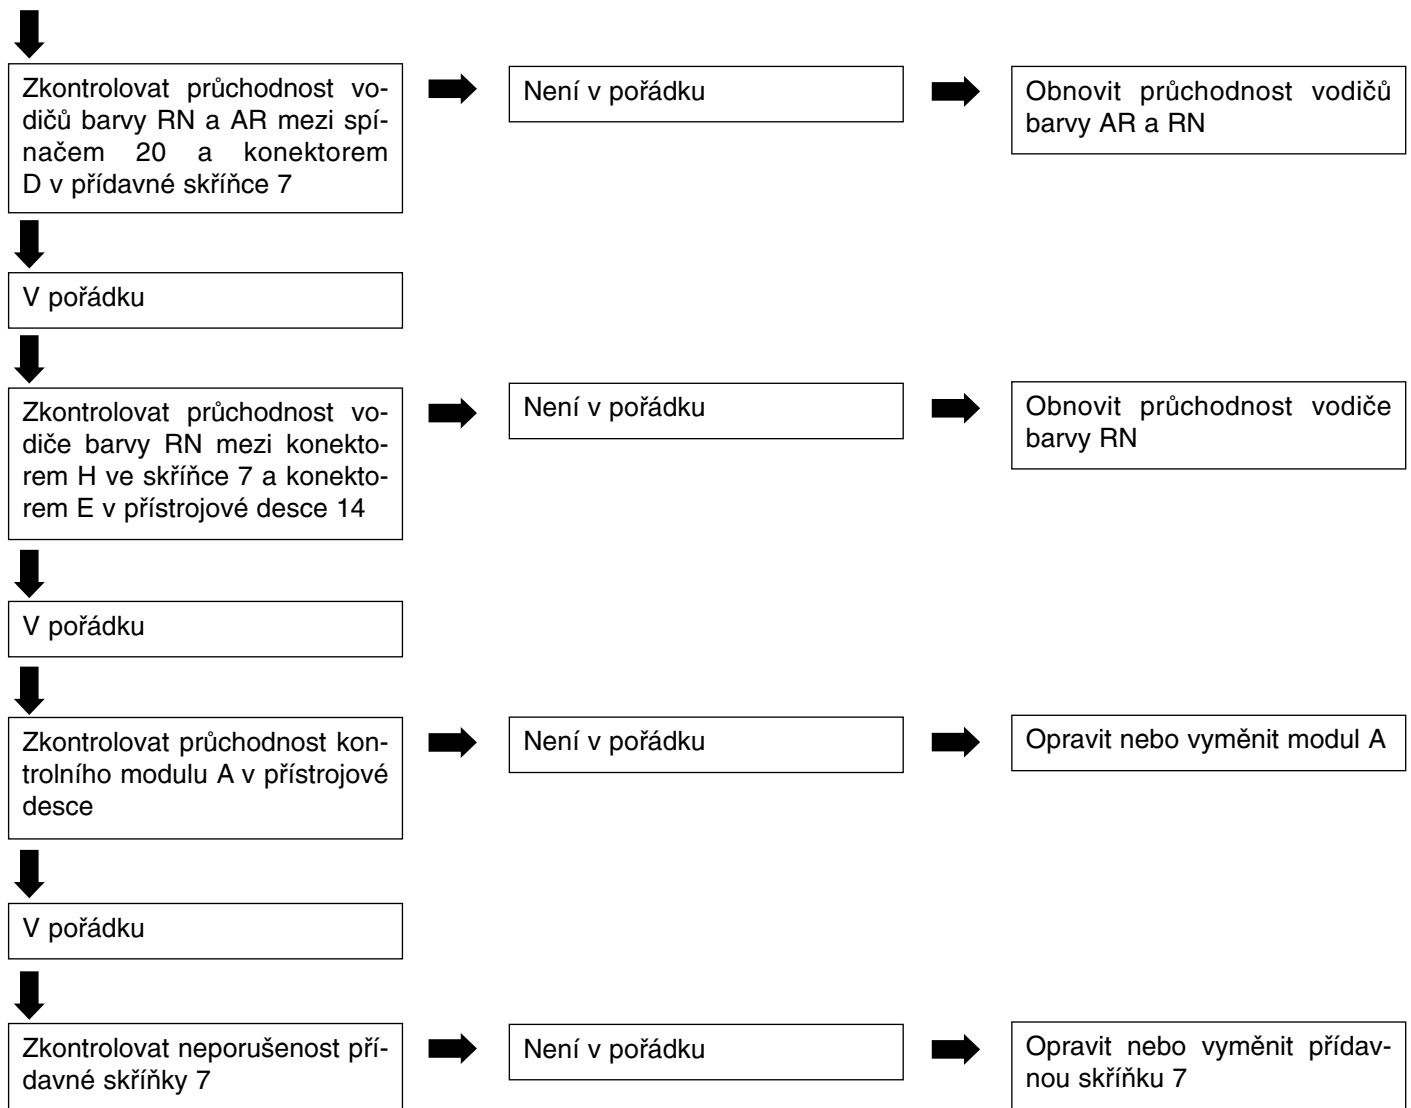 Zkontrolovat průchodnost vo-
dičů barvy RN a AR mezi spí-
načem 20 a konektorem
D v přídavné skříňce 7
Není v pořádku
Obnovit průchodnost vodičů
barvy AR a RN
V pořádku
Zkontrolovat průchodnost vo-
diče barvy RN mezi konekto-
rem H ve skříňce 7 a konekto-
rem E v přístrojové desce 14
Není v pořádku
Obnovit průchodnost vodiče
barvy RN
V pořádku
Zkontrolovat průchodnost kon-
trolního modulu A v přístrojové
desce
Není v pořádku
Opravit nebo vyměnit modul A
V pořádku
Zkontrolovat neporušenost pří-
davné skříňky 7
Není v pořádku
Opravit nebo vyměnit přídav-
nou skříňku 7